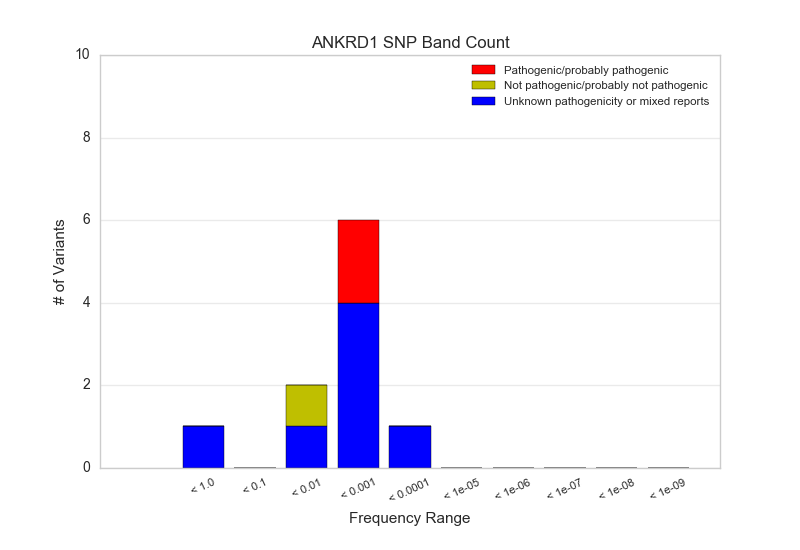 ANKRD1 SNP Band Count
10
8
6
4
2
0
# of Variants
Pathogenic/probably pathogenic
Not pathogenic/probably not pathogenic
Unknown pathogenicity or mixed reports
< 1.0
< 0.1
< 0.01
< 0.001
< 0.0001
< 1e-05
< 1e-06
< 1e-07
< 1e-08
< 1e-09
Frequency Range